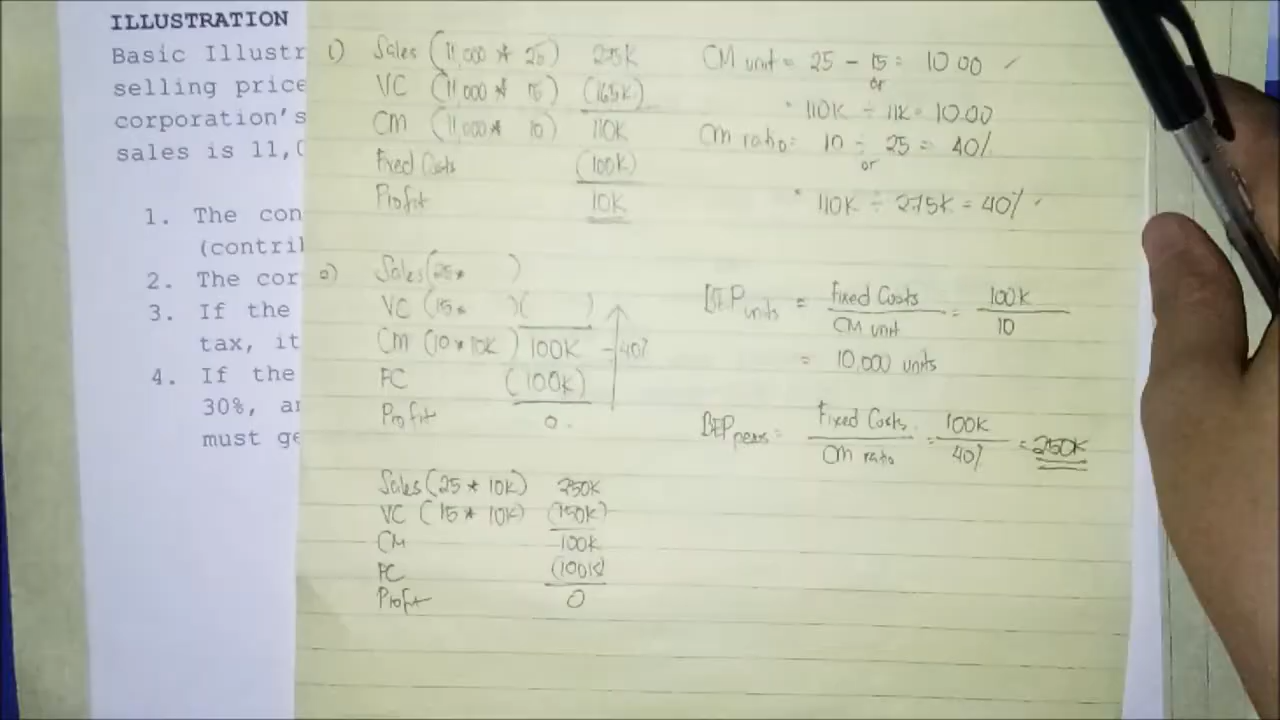 ILLUSTRATION
Basic Illustr
selling price
corporation's
sales is 11,0
1. The con
(contri
2. The cor
3. If the
tax, it
4. If the
30%, an
must ge
1) Sales (11,000 * 25) 275K
VC (11,000 * 15) (165K)
CM (11,000 * 10) 110K
Fixed Costs (100K)
Profit 10K
CM unit = 25 - 15 = 10.00
or
110K ÷ 11K = 10.00
CM ratio = 10 ÷ 25 = 40%
or
110K ÷ 275K = 40%
2) Sales (25* )
VC (15* ) ( )
CM (10*10K) 100K - 40%
FC (100K)
Profit 0
BEP units = Fixed Costs / CM unit = 100K / 10
= 10,000 units
BEP pesos = Fixed Costs / CM ratio = 100K / 40% = 250K
Sales (25 * 10K) 250K
VC (15 * 10K) (150K)
CM 100K
FC (100K)
Profit 0